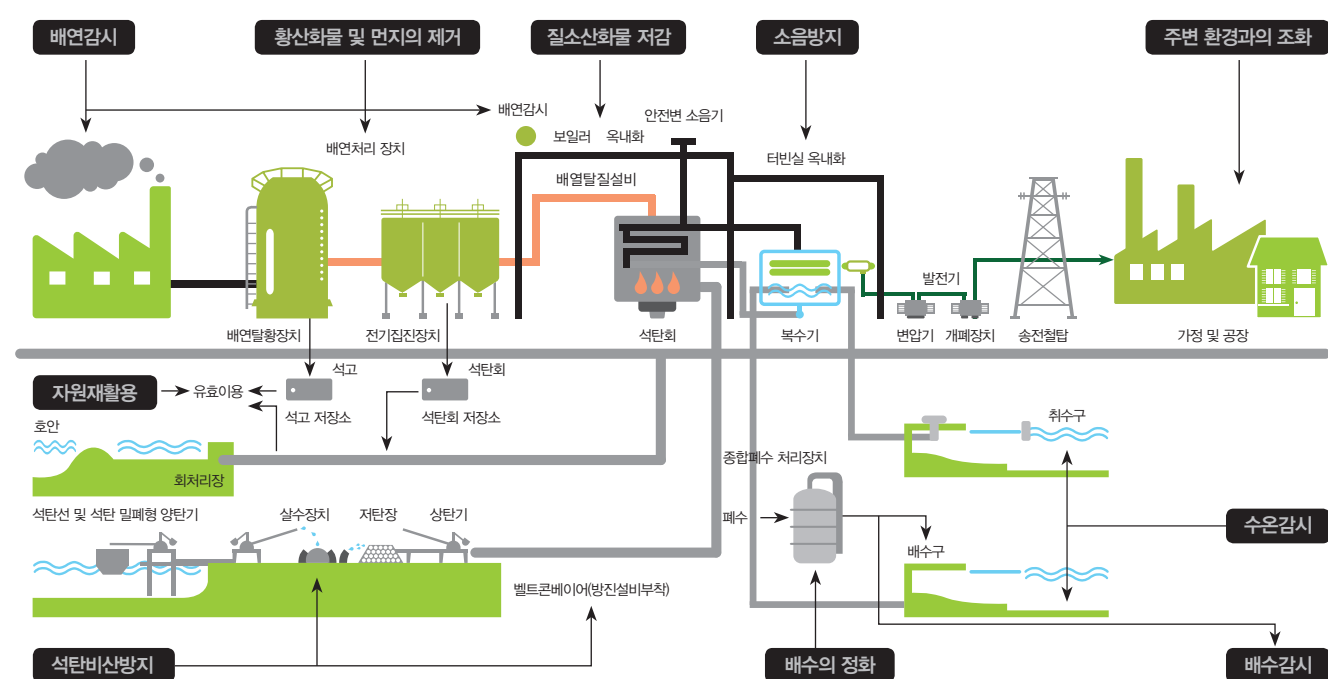 배연감시
황산화물 및 먼지의 제거
질소산화물 저감
소음방지
주변 환경과의 조화
배연감시
안전변 소음기
보일러 옥내화
배연처리 장치
터빈실 옥내화
배열탈질설비
발전기
배연탈황장치
전기집진장치
석탄회
복수기
변압기
개폐장치
송전철탑
가정 및 공장
석고
석탄회
자원재활용
유효이용
석고 저장소
석탄회 저장소
호안
취수구
종합폐수 처리장치
회처리장
석탄선 및 석탄 밀폐형 양탄기
살수장치
저탄장
상탄기
폐수
수온감시
배수구
벨트콘베이어(방진설비부착)
석탄비산방지
배수의 정화
배수감시